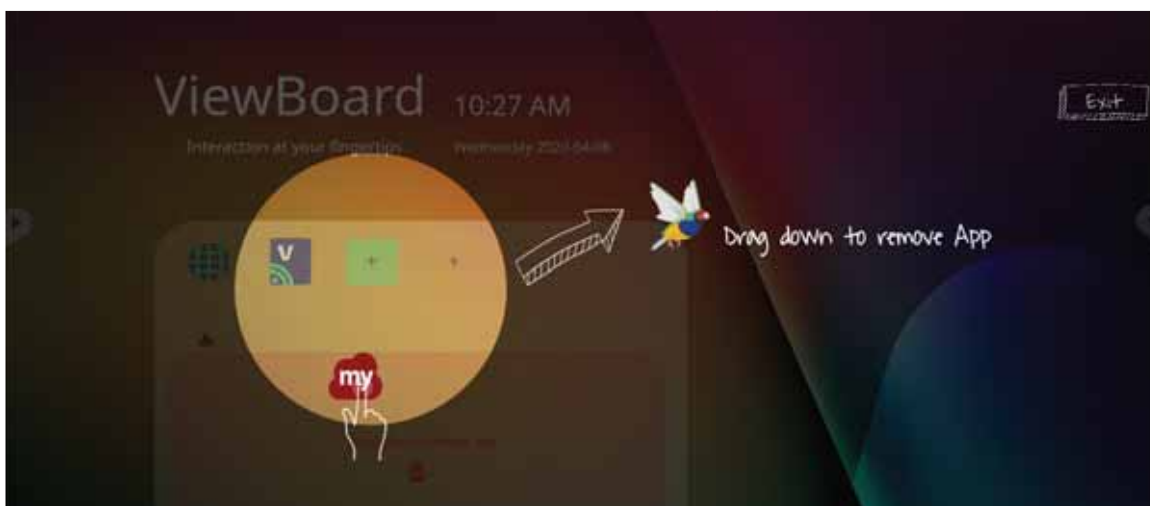 ViewBoard
10:27 AM
Exit
Interaction at your fingertips
Wednesday 2020-04-08
V
Drag down to remove App
my